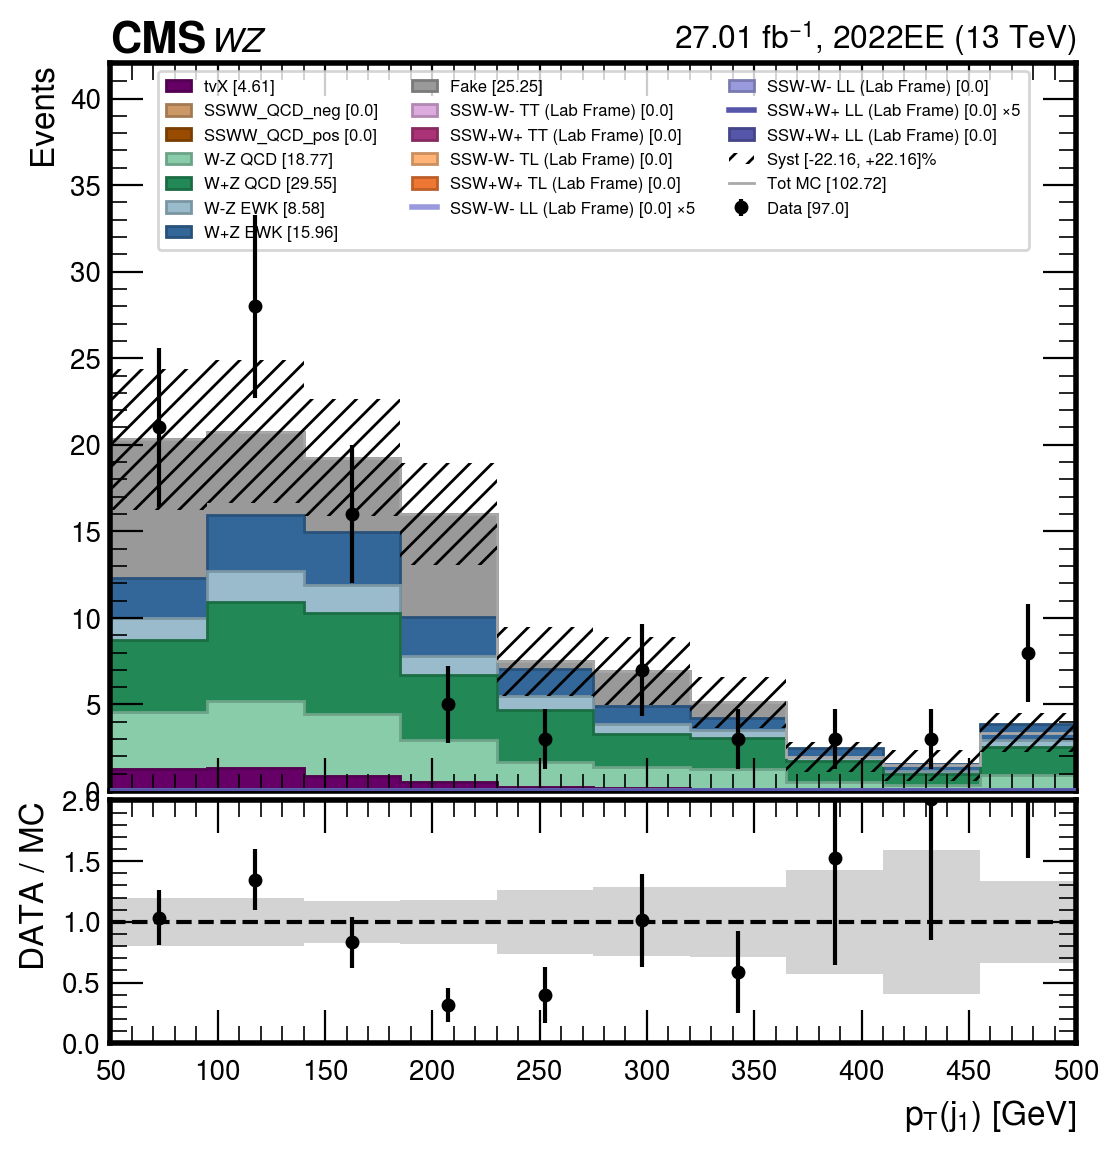 CMS WZ
27.01 fb−1, 2022EE (13 TeV)
Events
tvX [4.61]
SSWW_QCD_neg [0.0]
SSWW_QCD_pos [0.0]
W-Z QCD [18.77]
W+Z QCD [29.55]
W-Z EWK [8.58]
W+Z EWK [15.96]
Fake [25.25]
SSW-W- TT (Lab Frame) [0.0]
SSW+W+ TT (Lab Frame) [0.0]
SSW-W- TL (Lab Frame) [0.0]
SSW+W+ TL (Lab Frame) [0.0]
SSW-W- LL (Lab Frame) [0.0] ×5
SSW-W- LL (Lab Frame) [0.0]
SSW+W+ LL (Lab Frame) [0.0] ×5
SSW+W+ LL (Lab Frame) [0.0]
Syst [-22.16, +22.16]%
Tot MC [102.72]
Data [97.0]
40
35
30
25
20
15
10
5
0
DATA / MC
2.0
1.5
1.0
0.5
0.0
50 100 150 200 250 300 350 400 450 500
pT(j1) [GeV]